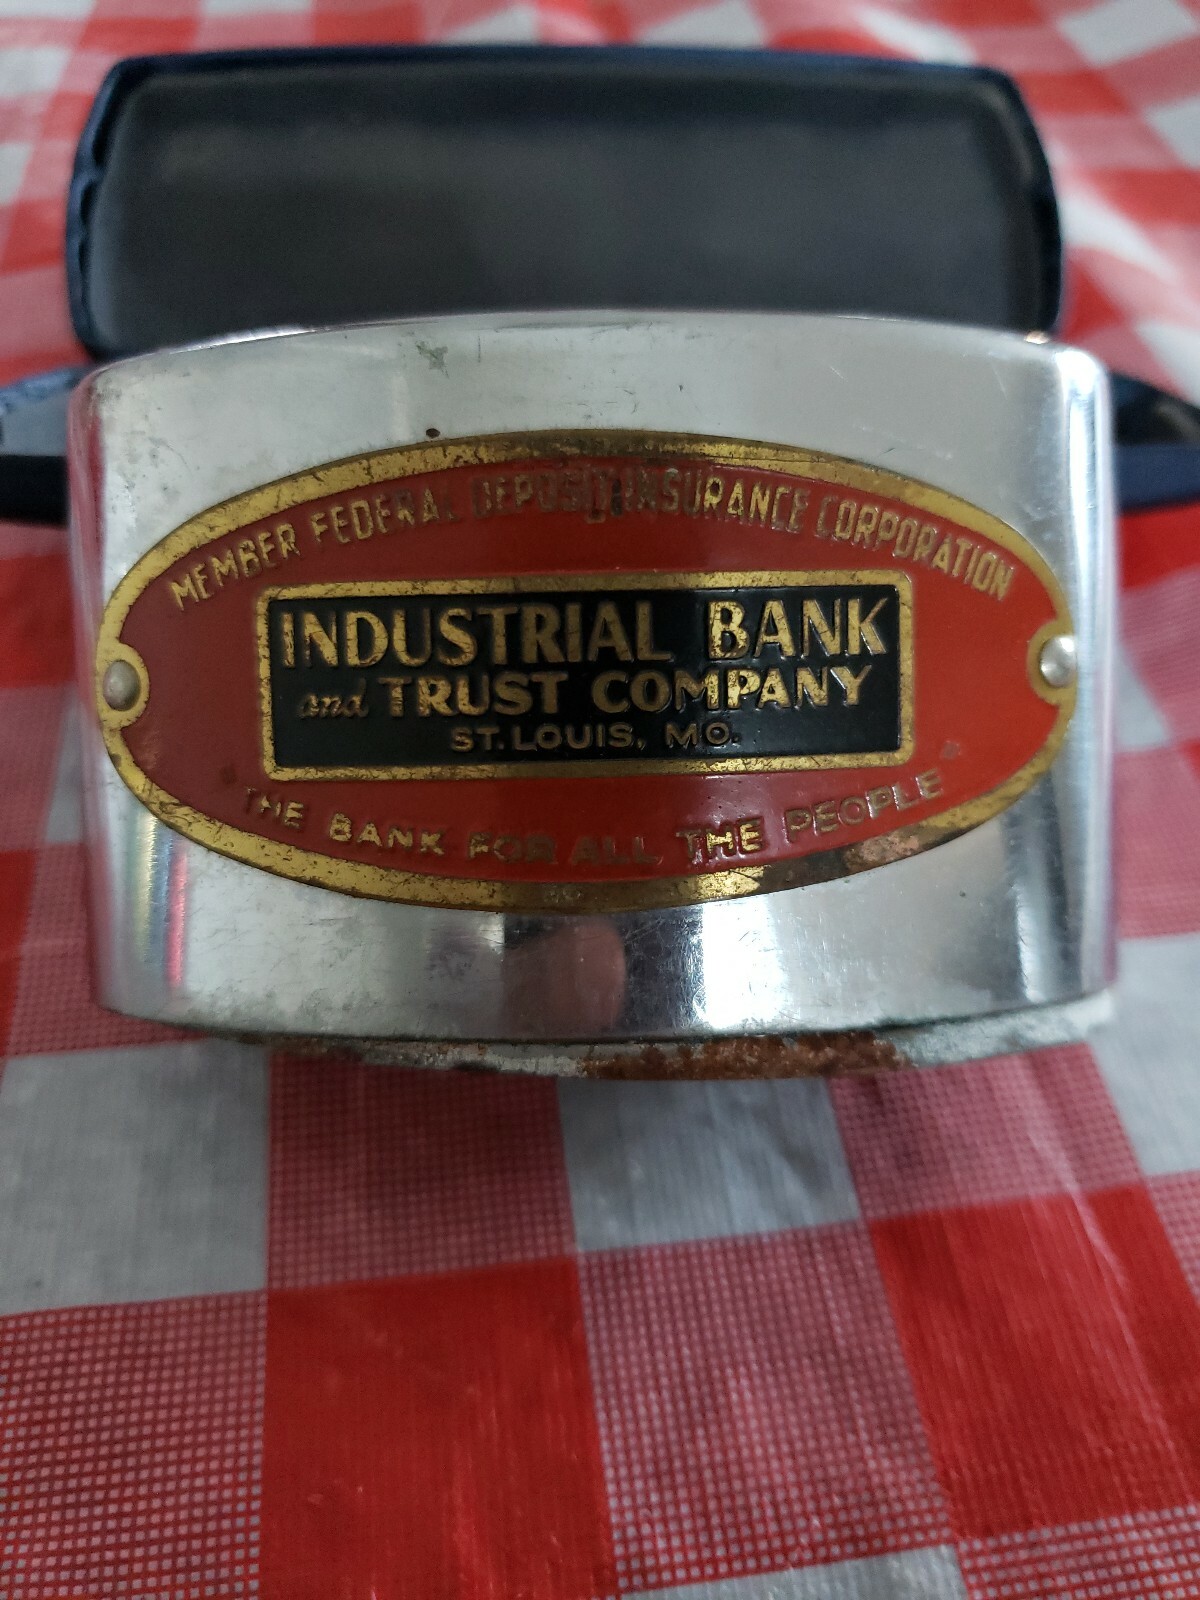 MEMBER FEDERAL DEPOSIT INSURANCE CORPORATION
INDUSTRIAL BANK
and TRUST COMPANY
ST. LOUIS, MO.
"THE BANK FOR ALL THE PEOPLE"